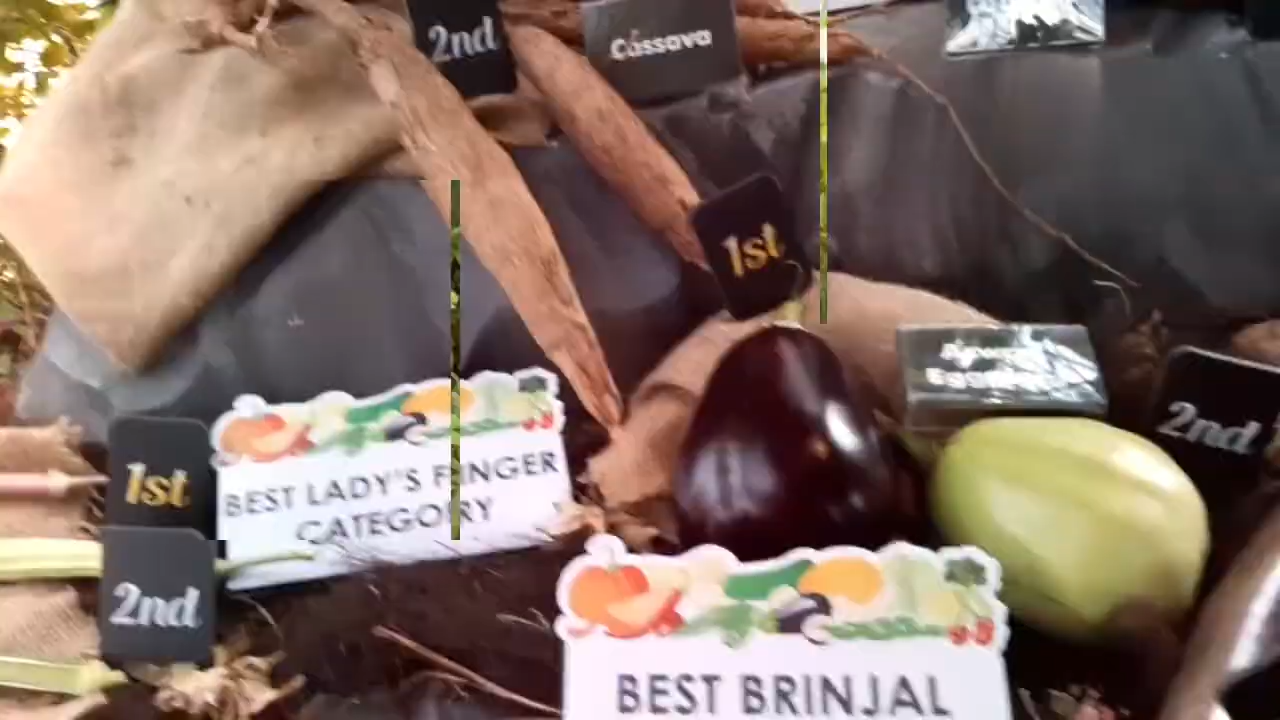 2nd
Cassava
1st
1st
BEST LADY'S FINGER
CATEGORY
2nd
2nd
BEST BRINJAL